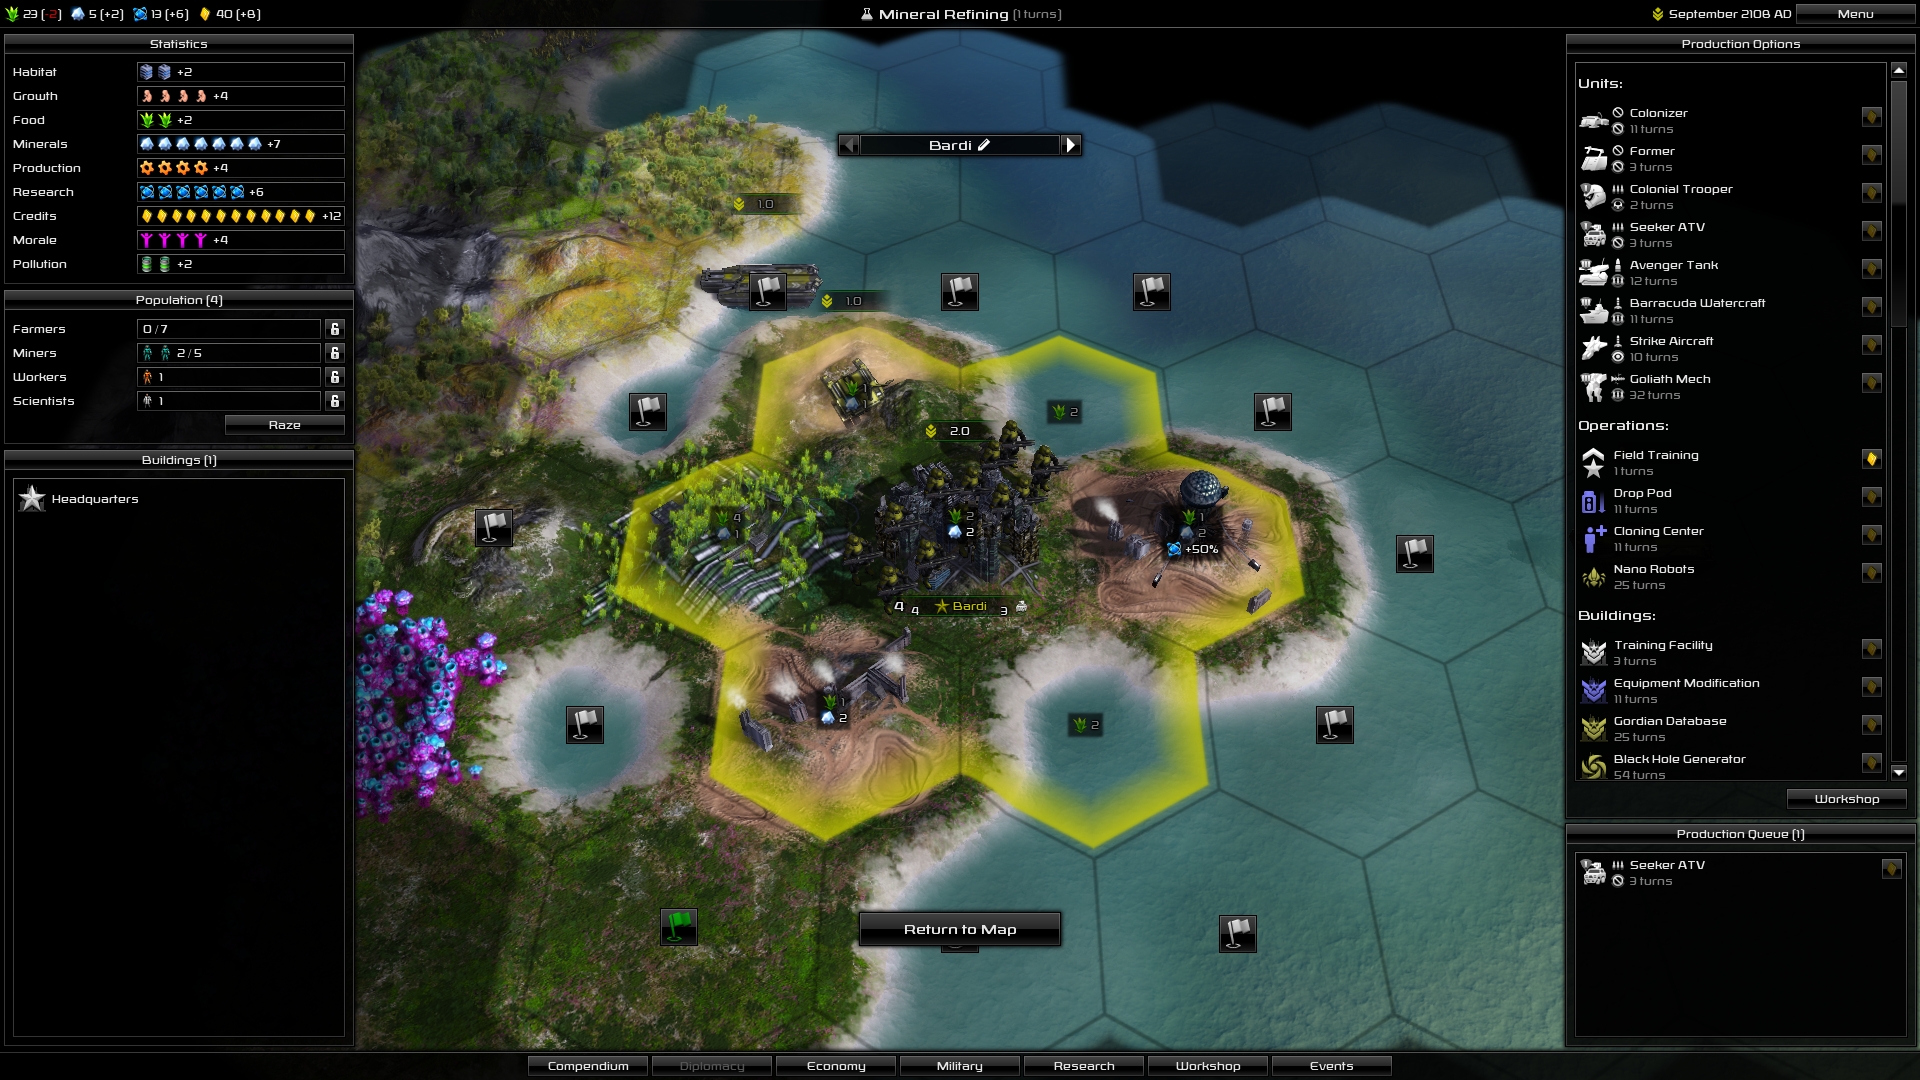 23 (-2) 5 (+2) 13 (+6) 40 (+8)
Mineral Refining (1 turns)
September 2108 AD
Menu
Statistics
Habitat +2
Growth +4
Food +2
Minerals +7
Production +4
Research +6
Credits +12
Morale +4
Pollution +2
Population (4)
Farmers 0 / 7
Miners 2 / 5
Workers 1
Scientists 1
Raze
Buildings (1)
Headquarters
Bardi
1.0
1.0
1
1
2
2.0
4
1
2
2
1
2
+50%
4 4 Bardi 3
1
2
2
Return to Map
Production Options
Units:
Colonizer
11 turns
Former
3 turns
Colonial Trooper
2 turns
Seeker ATV
3 turns
Avenger Tank
12 turns
Barracuda Watercraft
11 turns
Strike Aircraft
10 turns
Goliath Mech
32 turns
Operations:
Field Training
1 turns
Drop Pod
11 turns
Cloning Center
11 turns
Nano Robots
25 turns
Buildings:
Training Facility
3 turns
Equipment Modification
11 turns
Gordian Database
25 turns
Black Hole Generator
54 turns
Workshop
Production Queue (1)
Seeker ATV
3 turns
Compendium Diplomacy Economy Military Research Workshop Events